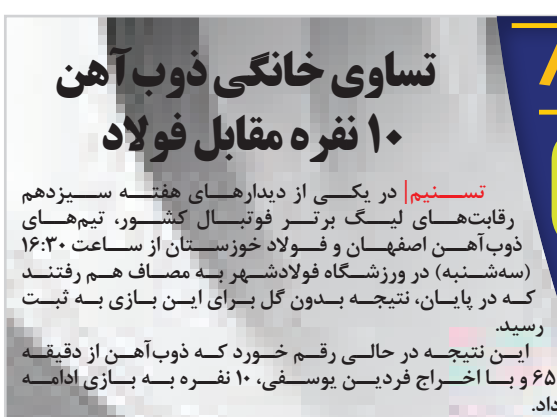 تساوی خانگی ذوب‌آهن
۱۰ نفره مقابل فولاد
تسنیم| در یکی از دیدارهای هفته سیزدهم
رقابت‌های لیگ برتر فوتبال کشور، تیم‌های
ذوب‌آهن اصفهان و فولاد خوزستان از ساعت ۱۶:۳۰
(سه‌شنبه) در ورزشگاه فولادشهر به مصاف هم رفتند
که در پایان، نتیجه بدون گل برای این بازی به ثبت
رسید.
این نتیجه در حالی رقم خورد که ذوب‌آهن از دقیقه
۶۵ و با اخراج فردین یوسفی، ۱۰ نفره به بازی ادامه
داد.